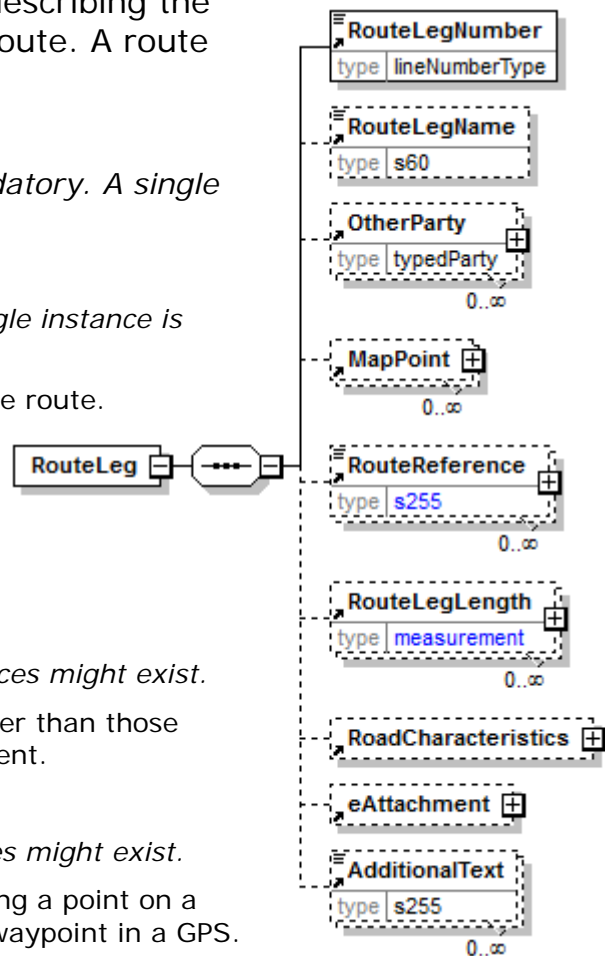 describing the
oute. A route
datory. A single
gle instance is
e route.
ces might exist.
er than those
ent.
es might exist.
ng a point on a
waypoint in a GPS.
RouteLeg
RouteLegNumber
type lineNumberType
RouteLegName
type s60
OtherParty
type typedParty
0..∞
MapPoint
0..∞
RouteReference
type s255
0..∞
RouteLegLength
type measurement
0..∞
RoadCharacteristics
eAttachment
AdditionalText
type s255
0..∞